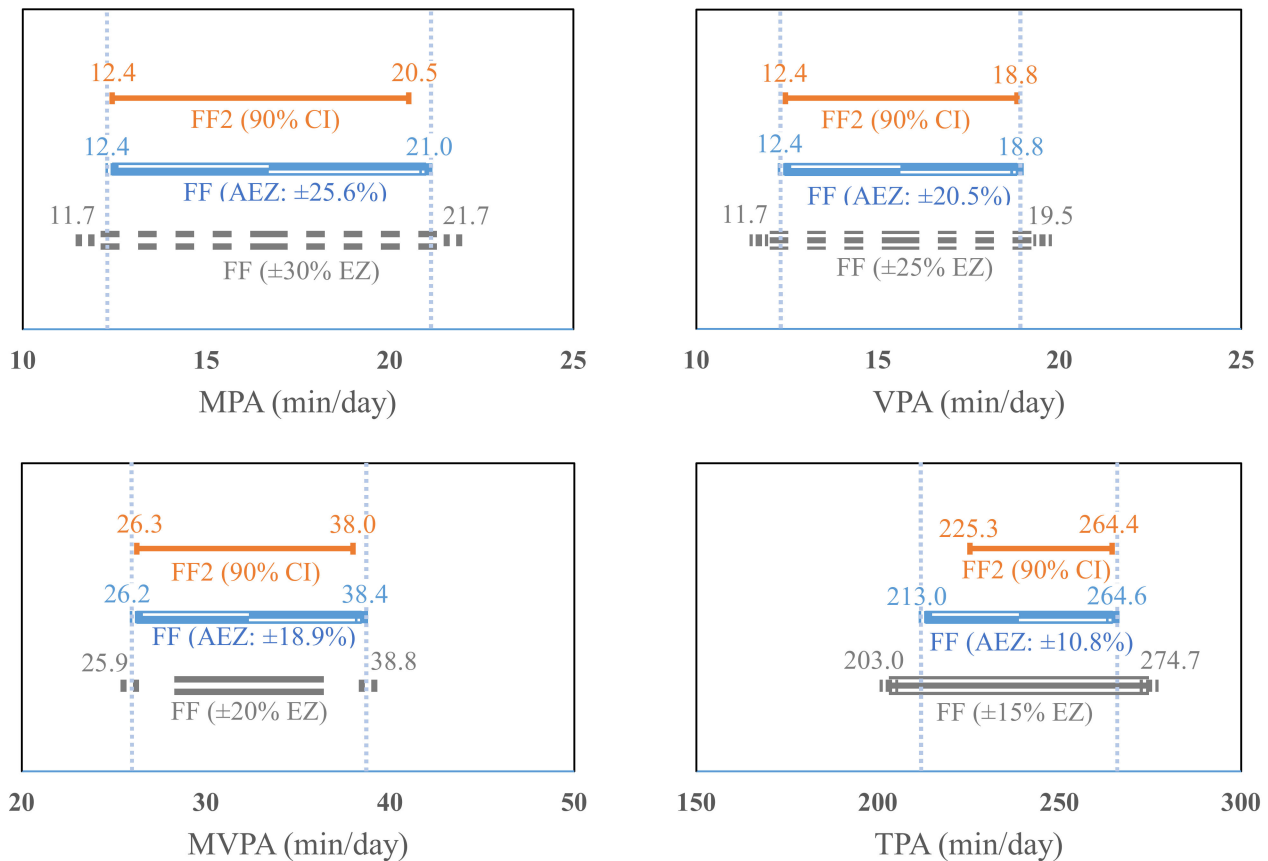 12.4 20.5
FF2 (90% CI)
12.4 21.0
FF (AEZ: ±25.6%)
11.7 21.7
FF (±30% EZ)
10 15 20 25
MPA (min/day)
12.4 18.8
FF2 (90% CI)
12.4 18.8
FF (AEZ: ±20.5%)
11.7 19.5
FF (±25% EZ)
10 15 20 25
VPA (min/day)
26.3 38.0
FF2 (90% CI)
26.2 38.4
FF (AEZ: ±18.9%)
25.9 38.8
FF (±20% EZ)
20 30 40 50
MVPA (min/day)
225.3 264.4
FF2 (90% CI)
213.0 264.6
FF (AEZ: ±10.8%)
203.0 274.7
FF (±15% EZ)
150 200 250 300
TPA (min/day)